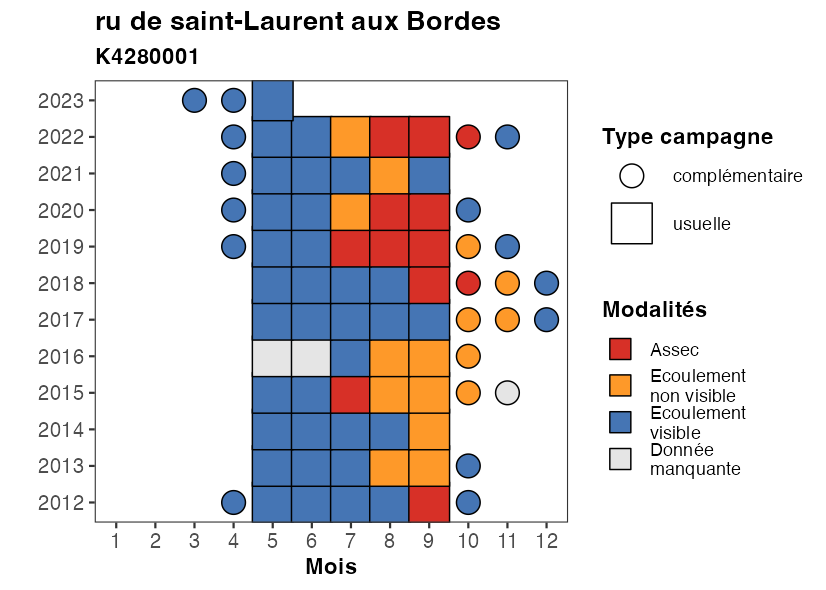 ru de saint-Laurent aux Bordes
K4280001
2023
2022
2021
2020
2019
2018
2017
2016
2015
2014
2013
2012
1 2 3 4 5 6 7 8 9 10 11 12
Mois
Type campagne
complémentaire
usuelle
Modalités
Assec
Ecoulement
non visible
Ecoulement
visible
Donnée
manquante